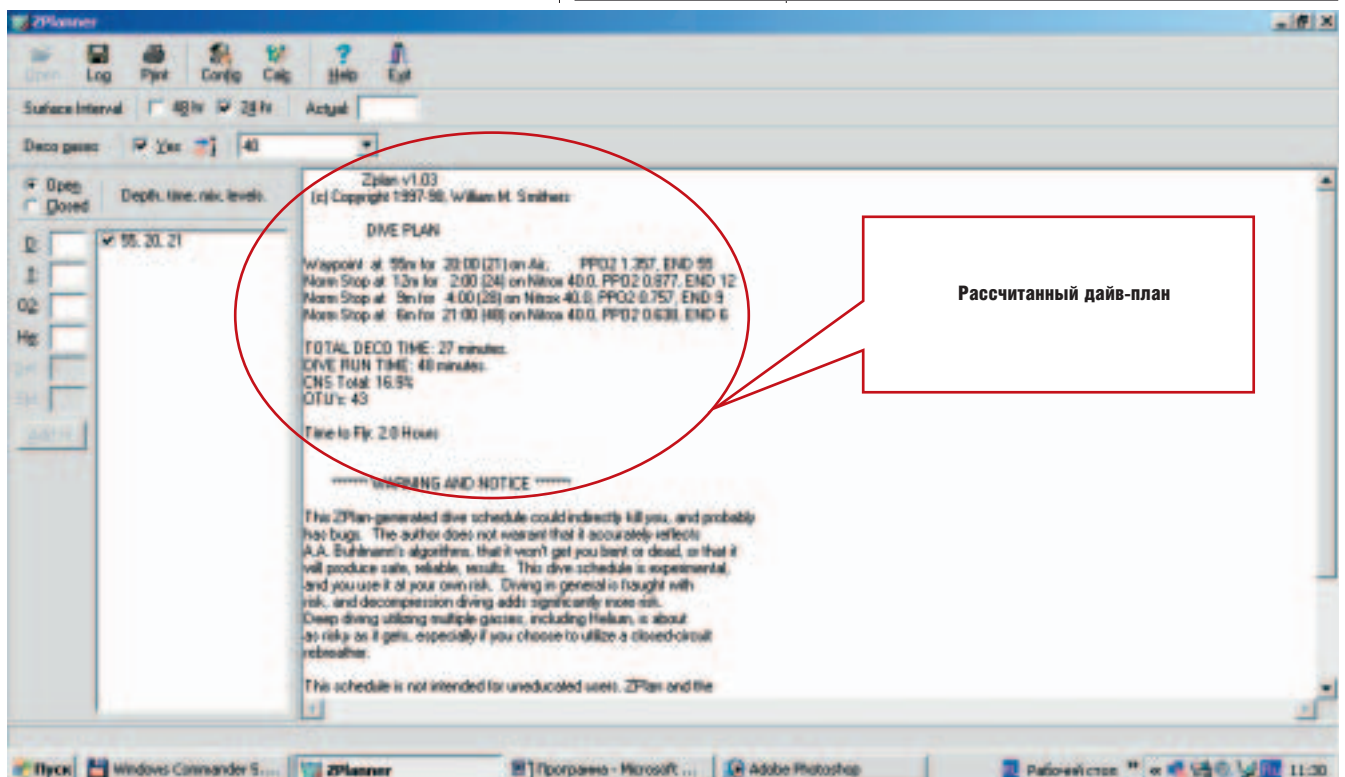 ZPlanner
Open Log Print Config Calc Help Exit
Surface Interval 48 hr 24 hr Actual:
Deco gases: Yes 40
Open
Closed
Depth, time, mix, levels.
D:
T:
O2:
He:
55, 20, 21
Zplan v1.03
(c) Copyright 1997-98, William M. Smithers
DIVE PLAN
Waypoint at 55m for 20:00 (21) on Air, PPO2 1.357, END 55
Norm Stop at 12m for 2:00 (24) on Nitrox 40.0, PPO2 0.877, END 12
Norm Stop at 9m for 4:00 (28) on Nitrox 40.0, PPO2 0.757, END 9
Norm Stop at 6m for 21:00 (48) on Nitrox 40.0, PPO2 0.638, END 6
TOTAL DECO TIME: 27 minutes.
DIVE RUN TIME: 48 minutes.
CNS Total: 16.9%
OTU's: 43
Time to Fly: 2.8 Hours
******* WARNING AND NOTICE *******
This ZPlan-generated dive schedule could indirectly kill you, and probably
has bugs. The author does not warrant that it accurately reflects
A.A. Buhlmann's algorithms, that it won't get you bent or dead, or that it
will produce safe, reliable, results. This dive schedule is experimental,
and you use it at your own risk. Diving in general is fraught with
risk, and decompression diving adds significantly more risk.
Deep diving utilizing multiple gasses, including Helium, is about
as risky as it gets, especially if you choose to utilize a closed-circuit
rebreather.
This schedule is not intended for uneducated users. ZPlan and the
Рассчитанный дайв-план
Пуск Windows Commander 5.... ZPlanner Программа - Microsoft ... Adobe Photoshop Рабочий стол » « 11:30